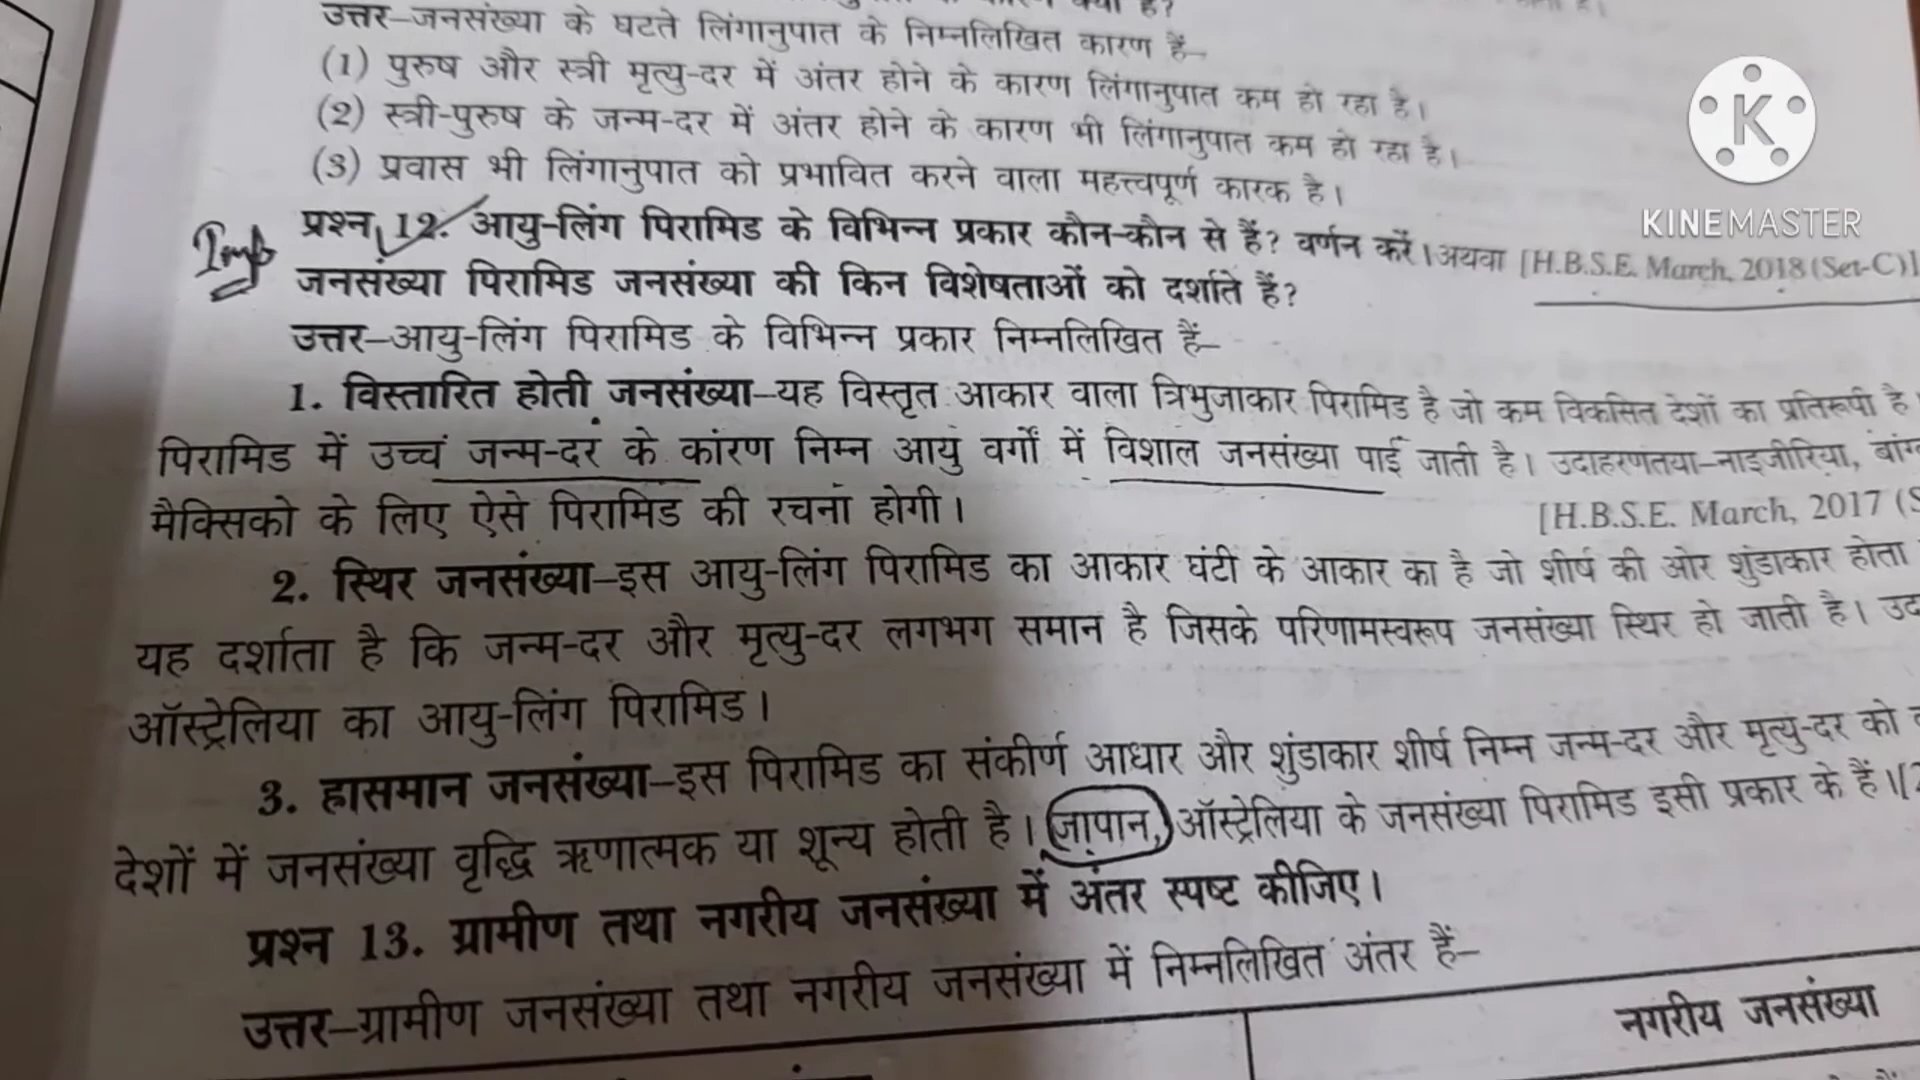 उत्तर–जनसंख्या के घटते लिंगानुपात के निम्नलिखित कारण हैं–
(1) पुरुष और स्त्री मृत्यु-दर में अंतर होने के कारण लिंगानुपात कम हो रहा है।
(2) स्त्री-पुरुष के जन्म-दर में अंतर होने के कारण भी लिंगानुपात कम हो रहा है।
(3) प्रवास भी लिंगानुपात को प्रभावित करने वाला महत्त्वपूर्ण कारक है।
KINEMASTER
Imp प्रश्न 12. आयु-लिंग पिरामिड के विभिन्न प्रकार कौन-कौन से हैं? वर्णन करें। अथवा [H.B.S.E. March, 2018 (Set-C)]
जनसंख्या पिरामिड जनसंख्या की किन विशेषताओं को दर्शाते हैं?
उत्तर–आयु-लिंग पिरामिड के विभिन्न प्रकार निम्नलिखित हैं–
1. विस्तारित होती जनसंख्या–यह विस्तृत आकार वाला त्रिभुजाकार पिरामिड है जो कम विकसित देशों का प्रतिरूपी है।
पिरामिड में उच्च जन्म-दर के कारण निम्न आयु वर्गों में विशाल जनसंख्या पाई जाती है। उदाहरणतया–नाइजीरिया,
मैक्सिको के लिए ऐसे पिरामिड की रचना होगी।
[H.B.S.E. March, 2017 (S
2. स्थिर जनसंख्या–इस आयु-लिंग पिरामिड का आकार घंटी के आकार का है जो शीर्ष की ओर शुंडाकार होता
यह दर्शाता है कि जन्म-दर और मृत्यु-दर लगभग समान है जिसके परिणामस्वरूप जनसंख्या स्थिर हो जाती है।
ऑस्ट्रेलिया का आयु-लिंग पिरामिड।
3. ह्रासमान जनसंख्या–इस पिरामिड का संकीर्ण आधार और शुंडाकार शीर्ष निम्न जन्म-दर और मृत्यु-दर को
देशों में जनसंख्या वृद्धि ऋणात्मक या शून्य होती है। जापान, ऑस्ट्रेलिया के जनसंख्या पिरामिड इसी प्रकार के हैं।
प्रश्न 13. ग्रामीण तथा नगरीय जनसंख्या में अंतर स्पष्ट कीजिए।
उत्तर–ग्रामीण जनसंख्या तथा नगरीय जनसंख्या में निम्नलिखित अंतर हैं–
नगरीय जनसंख्या